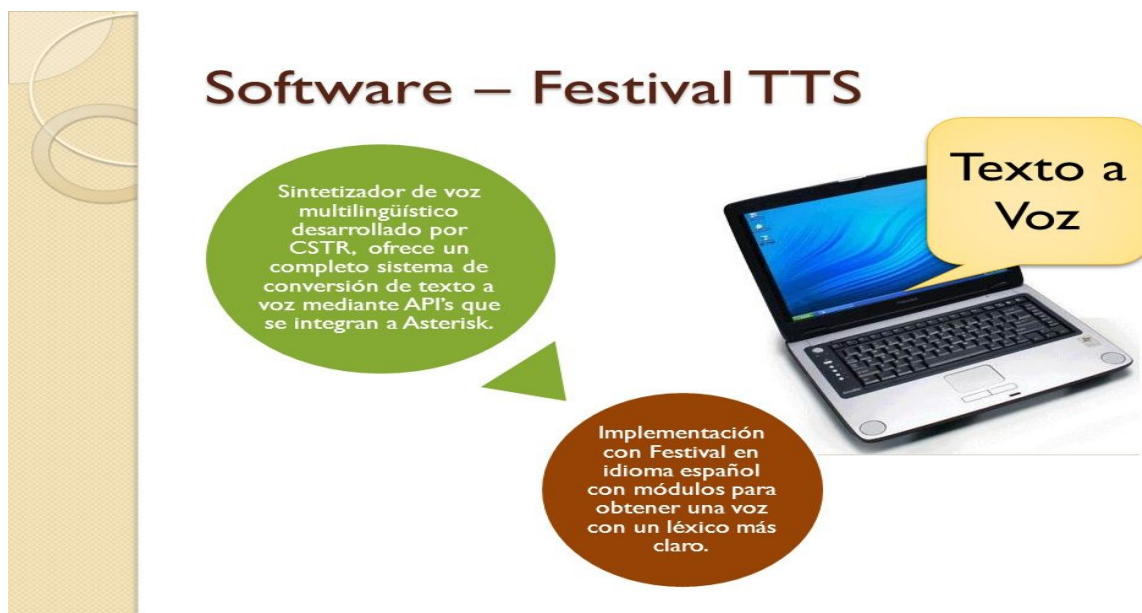 Software – Festival TTS
Texto a
Voz
Sintetizador de voz
multilingüístico
desarrollado por
CSTR, ofrece un
completo sistema de
conversión de texto a
voz mediante API's que
se integran a Asterisk.
Implementación
con Festival en
idioma español
con módulos para
obtener una voz
con un léxico más
claro.